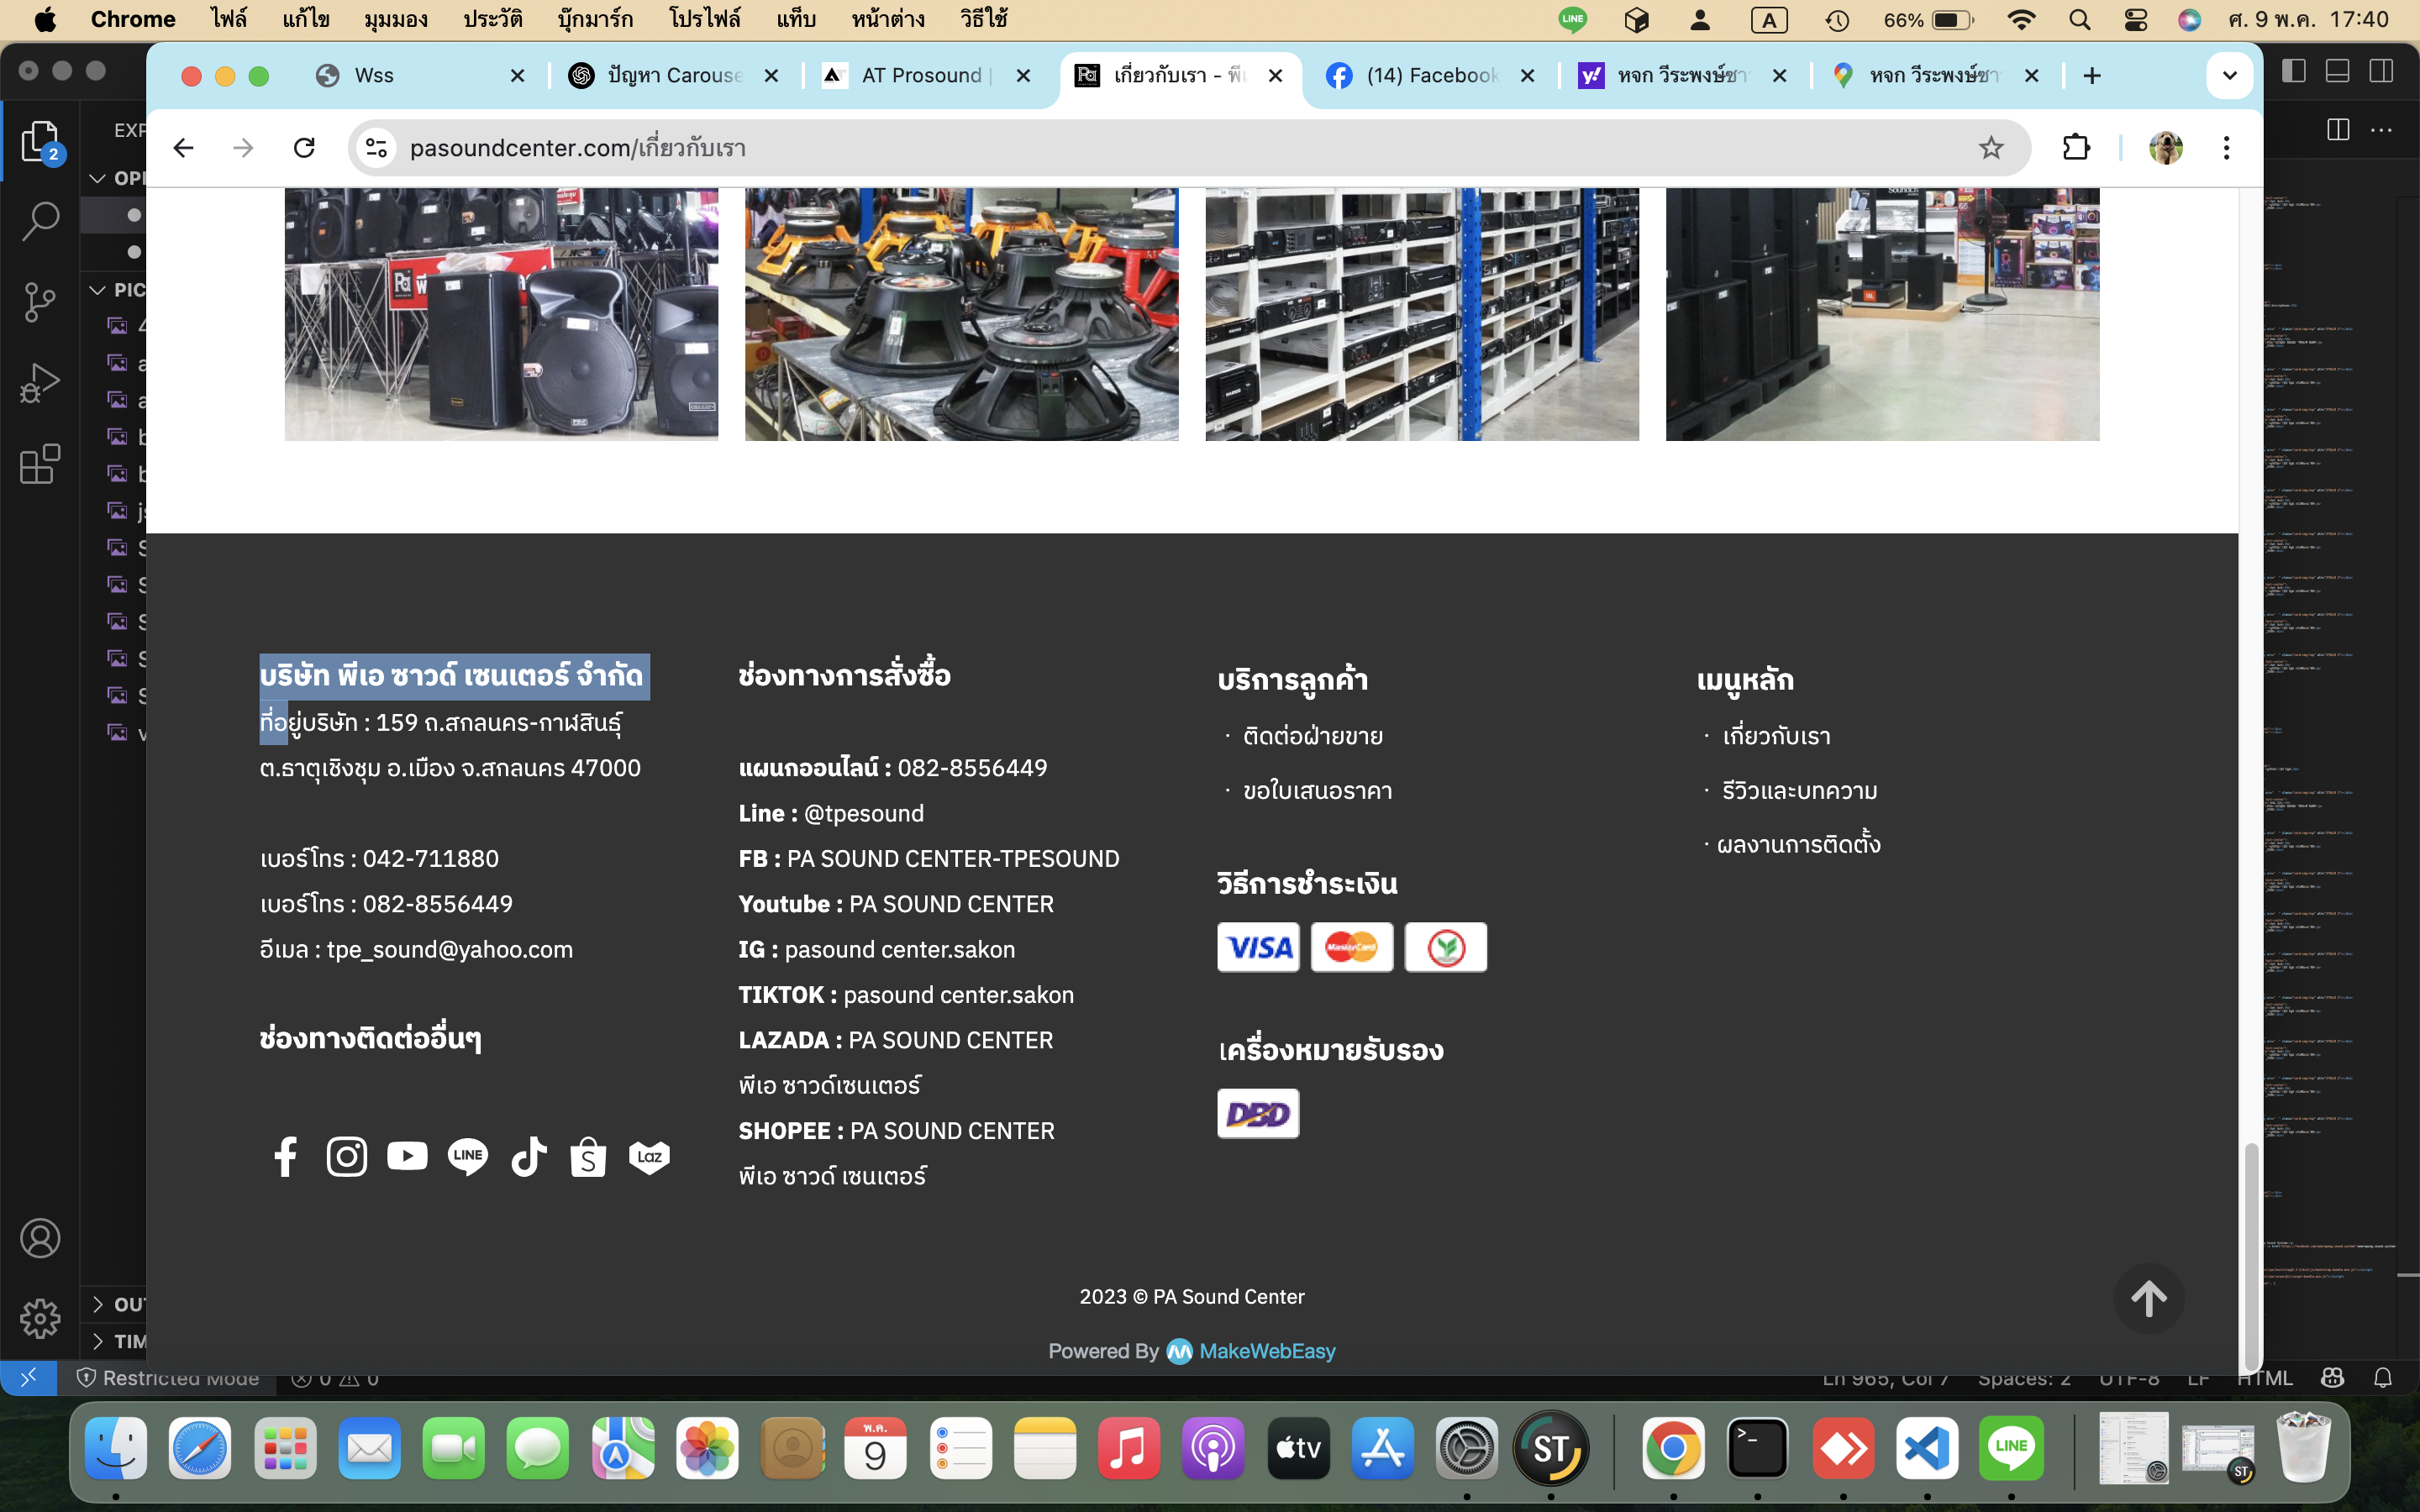 Chrome ไฟล์ แก้ไข มุมมอง ประวัติ บุ๊กมาร์ก โปรไฟล์ แท็บ หน้าต่าง วิธีใช้
LINE A 66% ศ. 9 พ.ค. 17:40
Wss
ปัญหา Carouse
AT Prosound |
เกี่ยวกับเรา - พี
(14) Facebook
หจก วีระพงษ์ซา
หจก วีระพงษ์ซา
pasoundcenter.com/เกี่ยวกับเรา
EXP
2
OPE
PIC
บริษัท พีเอ ซาวด์ เซนเตอร์ จำกัด
ที่อยู่บริษัท : 159 ถ.สกลนคร-กาฬสินธุ์
ต.ธาตุเชิงชุม อ.เมือง จ.สกลนคร 47000
เบอร์โทร : 042-711880
เบอร์โทร : 082-8556449
อีเมล : tpe_sound@yahoo.com
ช่องทางติดต่ออื่นๆ
LINE
S
Laz
ช่องทางการสั่งซื้อ
แผนกออนไลน์ : 082-8556449
Line : @tpesound
FB : PA SOUND CENTER-TPESOUND
Youtube : PA SOUND CENTER
IG : pasound center.sakon
TIKTOK : pasound center.sakon
LAZADA : PA SOUND CENTER
พีเอ ซาวด์เซนเตอร์
SHOPEE : PA SOUND CENTER
พีเอ ซาวด์ เซนเตอร์
บริการลูกค้า
· ติดต่อฝ่ายขาย
· ขอใบเสนอราคา
วิธีการชำระเงิน
VISA MasterCard
เครื่องหมายรับรอง
DBD
เมนูหลัก
· เกี่ยวกับเรา
· รีวิวและบทความ
· ผลงานการติดตั้ง
2023 © PA Sound Center
Powered By MakeWebEasy
OUT
TIM
Restricted Mode 0 0 Ln 965, Col 7 Spaces: 2 UTF-8 LF HTML
พ.ค.
9
tv
ST
LINE